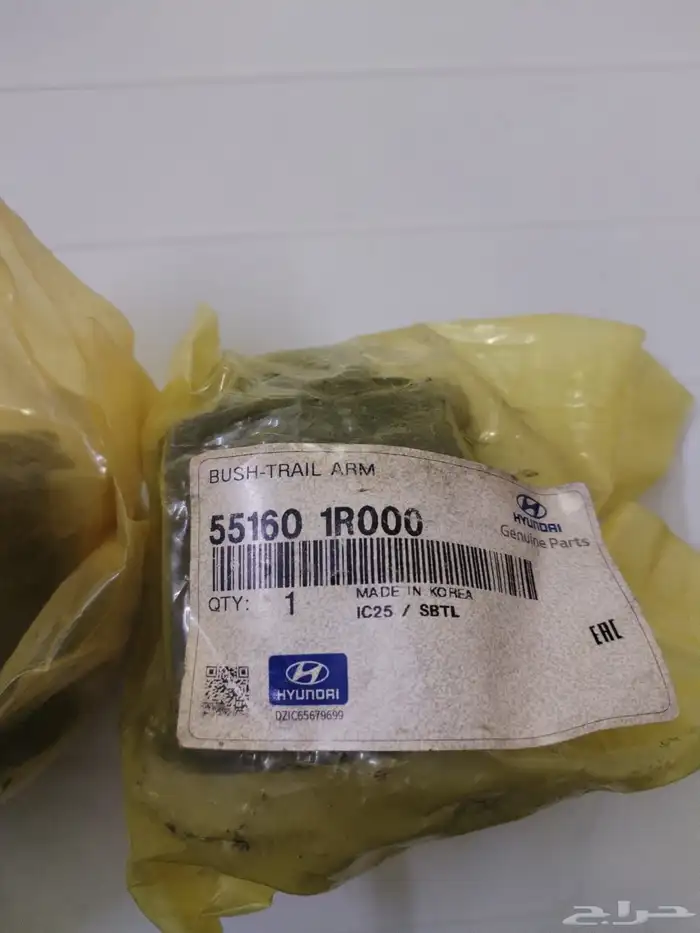 BUSH-TRAIL ARM
55160 1R000
HYUNDAI
Genuine Parts
QTY: 1
MADE IN KOREA
IC25 / SBTL
EAC
HYUNDAI
DZIC65679699
حراج